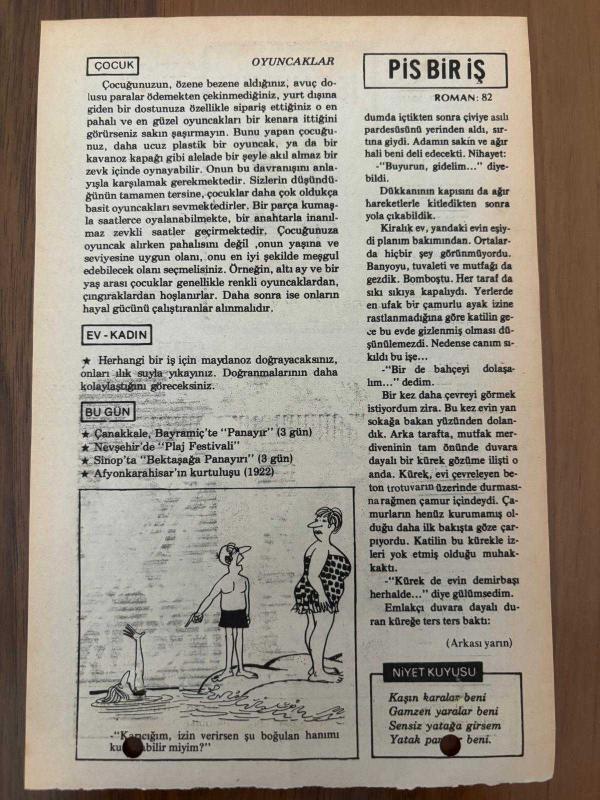 ÇOCUK
OYUNCAKLAR
Çocuğunuzun, özene bezene aldığınız, avuç do-
lusu paralar ödemekten çekinmediğiniz, yurt dışına
giden bir dostunuza özellikle sipariş ettiğiniz o en
pahalı ve en güzel oyuncakları bir kenara ittiğini
görürseniz sakın şaşırmayın. Bunu yapan çocuğu-
nuz, daha ucuz plastik bir oyuncak, ya da bir
kavanoz kapağı gibi alelade bir şeyle akıl almaz bir
zevk içinde oynayabilir. Onun bu davranışını anla-
yışla karşılamak gerekmektedir. Sizlerin düşündü-
ğünün tamamen tersine, çocuklar daha çok oldukça
basit oyuncakları sevmektedirler. Bir parça kumaş-
la saatlerce oyalanabilmekte, bir anahtarla inanıl-
maz zevkli saatler geçirmektedir. Çocuğunuza
oyuncak alırken pahalısını değil ,onun yaşına ve
seviyesine uygun olanı, onu en iyi şekilde meşgul
edebilecek olanı seçmelisiniz. Örneğin, altı ay ve bir
yaş arası çocuklar genellikle renkli oyuncaklardan,
çıngıraklardan hoşlanırlar. Daha sonra ise onların
hayal gücünü çalıştıranlar alınmalıdır.
EV - KADIN
★ Herhangi bir iş için maydanoz doğrayacaksınız,
onları ılık suyla yıkayınız. Doğranmalarının daha
kolaylaştığını göreceksiniz.
BU GÜN
★ Çanakkale, Bayramiç'te "Panayır" (3 gün)
★ Nevşehir'de "Plaj Festivali"
★ Sinop'ta "Bektaşağa Panayırı" (3 gün)
★ Afyonkarahisar'ın kurtuluşu (1922)
-"Karıcığım, izin verirsen şu boğulan hanımı
kurtarabilir miyim?"
PİS BİR İŞ
ROMAN: 82
dumda içtikten sonra çiviye asılı
pardesüsünü yerinden aldı, sır-
tına giydi. Adamın sakin ve ağır
hali beni deli edecekti. Nihayet:
-"Buyurun, gidelim..." diye-
bildi.
Dükkanının kapısını da ağır
hareketlerle kitledikten sonra
yola çıkabildik.
Kiralık ev, yandaki evin eşiy-
di planım bakımından. Ortalar-
da hiçbir şey görünmüyordu.
Banyoyu, tuvaleti ve mutfağı da
gezdik. Bomboştu. Her taraf da
sıkı sıkıya kapalıydı. Yerlerde
en ufak bir çamurlu ayak izine
rastlanmadığına göre katilin ge-
ce bu evde gizlenmiş olması dü-
şünülemezdi. Nedense canım sı-
kıldı bu işe...
-"Bir de bahçeyi dolaşa-
lım..." dedim.
Bir kez daha çevreyi görmek
istiyordum zira. Bu kez evin yan
sokağa bakan yüzünden dolan-
dık. Arka tarafta, mutfak mer-
diveninin tam önünde duvara
dayalı bir kürek gözüme ilişti o
anda. Kürek, evi çevreleyen be-
ton trotuvarın üzerinde durması-
na rağmen çamur içindeydi. Ça-
murların henüz kurumamış ol-
duğu daha ilk bakışta göze çar-
pıyordu. Katilin bu kürekle iz-
leri yok etmiş olduğu muhak-
kaktı.
-"Kürek de evin demirbaşı
herhalde..." diye gülümsedim.
Emlakçı duvara dayalı du-
ran küreğe ters ters baktı:
(Arkası yarın)
NİYET KUYUSU
Kaşın karalar beni
Gamzen yaralar beni
Sensiz yatağa girsem
Yatak paralar beni.